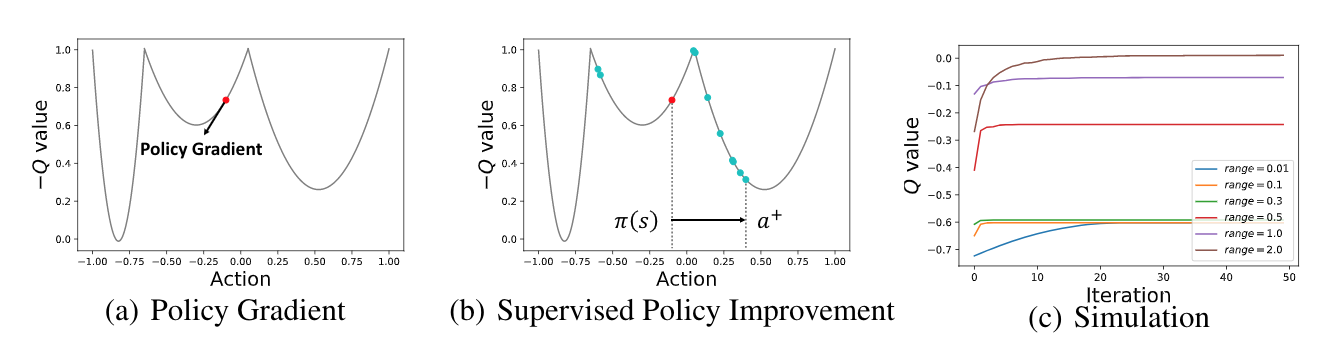 1.0
0.8
0.6
0.4
0.2
0.0
−Q value
Policy Gradient
−1.00 −0.75 −0.50 −0.25 0.00 0.25 0.50 0.75 1.00
Action
(a) Policy Gradient
1.0
0.8
0.6
0.4
0.2
0.0
−Q value
π(s) a⁺
−1.00 −0.75 −0.50 −0.25 0.00 0.25 0.50 0.75 1.00
Action
(b) Supervised Policy Improvement
0.0
−0.1
−0.2
−0.3
−0.4
−0.5
−0.6
−0.7
Q value
range = 0.01
range = 0.1
range = 0.3
range = 0.5
range = 1.0
range = 2.0
0 10 20 30 40 50
Iteration
(c) Simulation